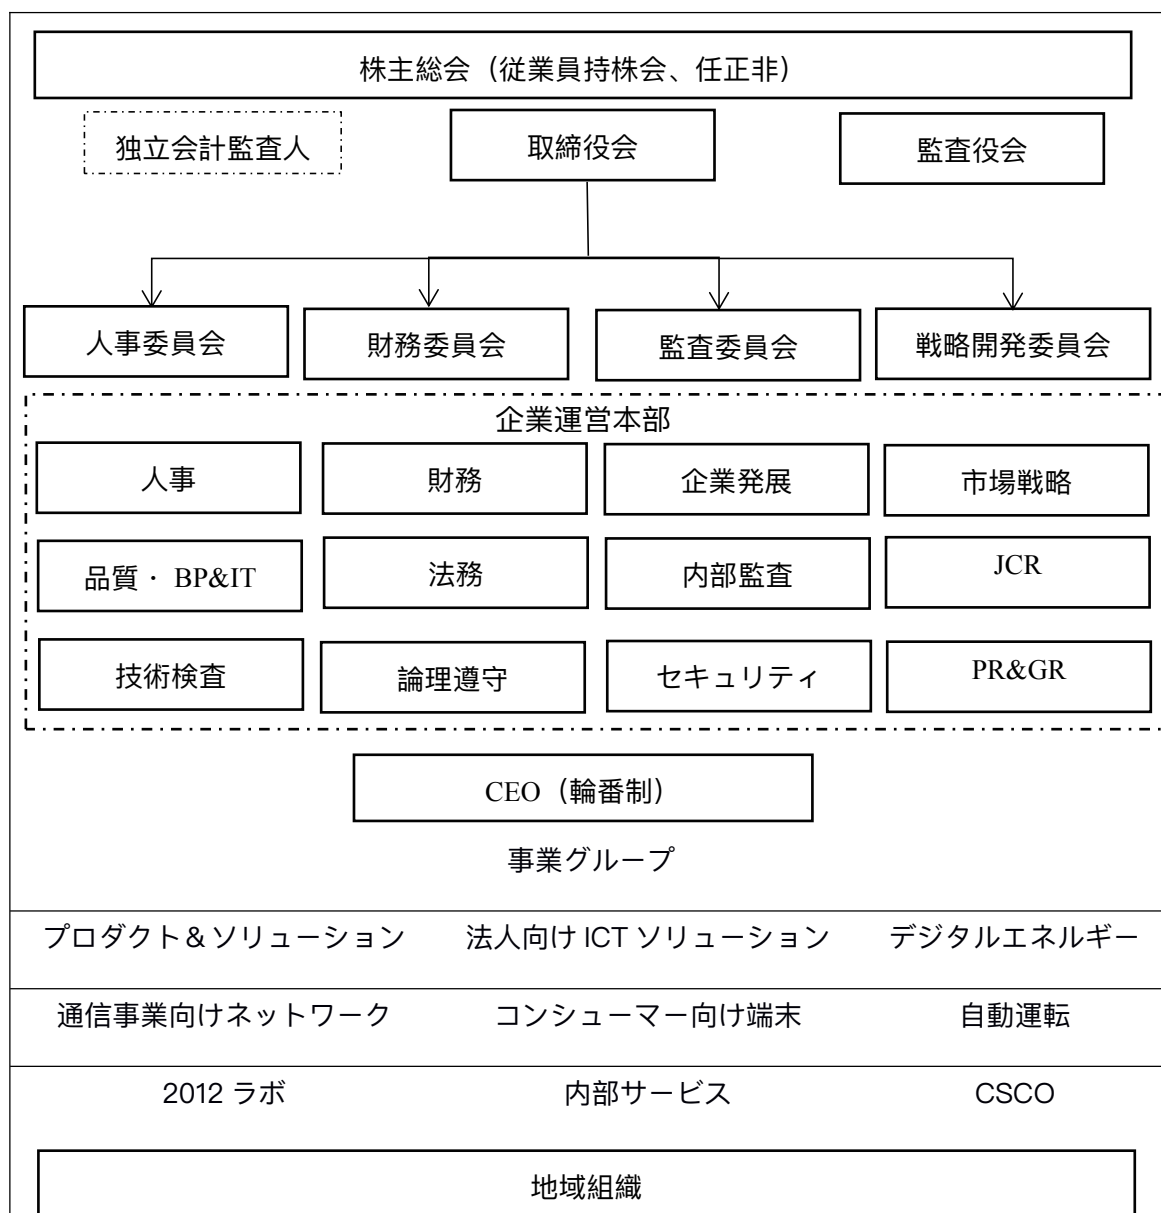 株主総会（従業員持株会、任正非）
独立会計監査人 取締役会 監査役会
人事委員会 財務委員会 監査委員会 戦略開発委員会
企業運営本部
人事 財務 企業発展 市場戦略
品質・ BP&IT 法務 内部監査 JCR
技術検査 論理遵守 セキュリティ PR&GR
CEO（輪番制）
事業グループ
プロダクト＆ソリューション 法人向け ICT ソリューション デジタルエネルギー
通信事業向けネットワーク コンシューマー向け端末 自動運転
2012 ラボ 内部サービス CSCO
地域組織